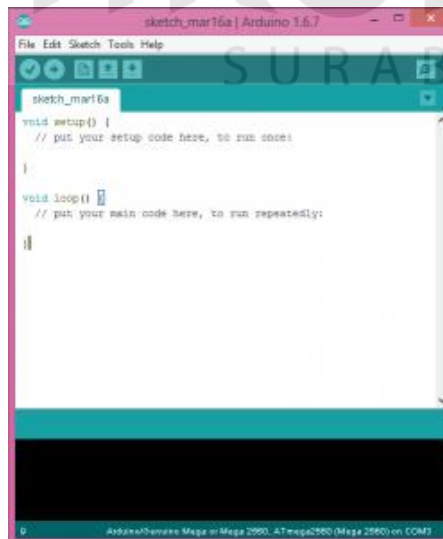 sketch_mar16a | Arduino 1.6.7
File Edit Sketch Tools Help
SURAB
sketch_mar16a
void setup() {
// put your setup code here, to run once:
}
void loop() {
// put your main code here, to run repeatedly:
}
9 Arduino/Genuino Mega or Mega 2560, ATmega2560 (Mega 2560) on COM3